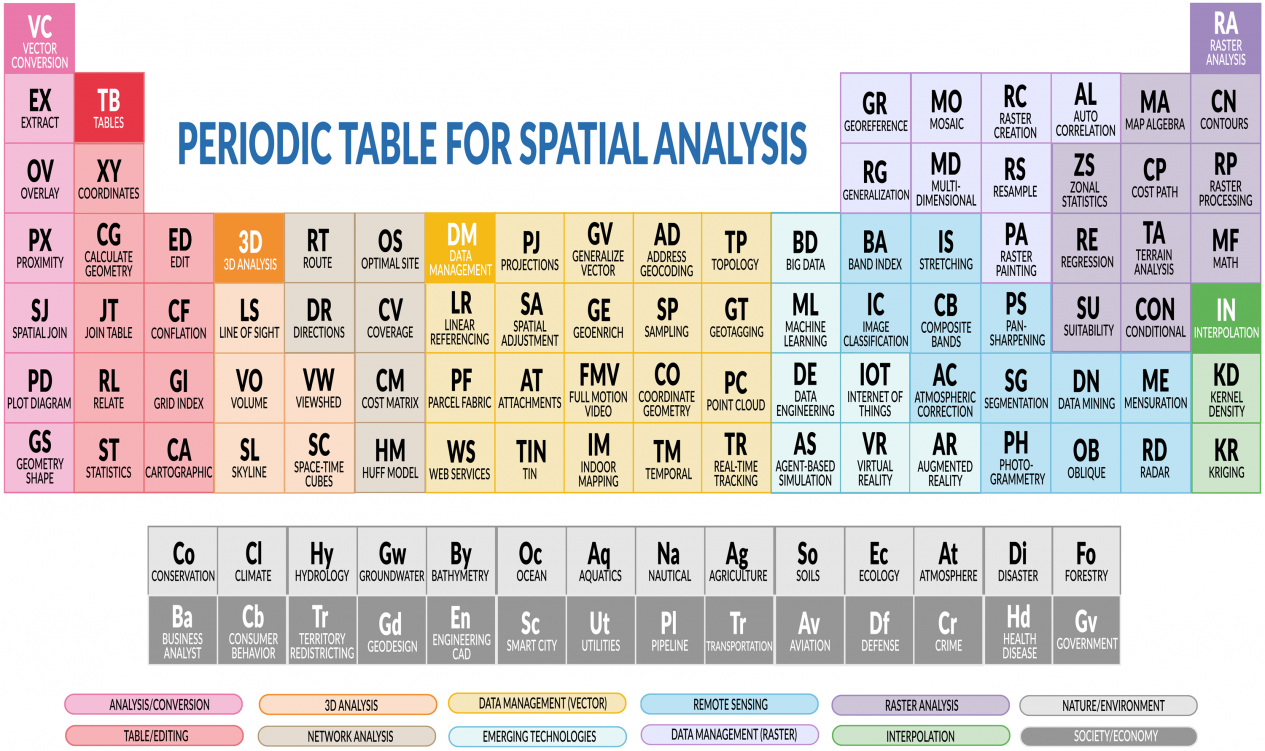 VC
VECTOR
CONVERSION
RA
RASTER
ANALYSIS
EX
EXTRACT
TB
TABLES
PERIODIC TABLE FOR SPATIAL ANALYSIS
GR
GEOREFERENCE
MO
MOSAIC
RC
RASTER
CREATION
AL
AUTO
CORRELATION
MA
MAP ALGEBRA
CN
CONTOURS
OV
OVERLAY
XY
COORDINATES
RG
GENERALIZATION
MD
MULTI-
DIMENSIONAL
RS
RESAMPLE
ZS
ZONAL
STATISTICS
CP
COST PATH
RP
RASTER
PROCESSING
PX
PROXIMITY
CG
CALCULATE
GEOMETRY
ED
EDIT
3D
3D ANALYSIS
RT
ROUTE
OS
OPTIMAL SITE
DM
DATA
MANAGEMENT
PJ
PROJECTIONS
GV
GENERALIZE
VECTOR
AD
ADDRESS
GEOCODING
TP
TOPOLOGY
BD
BIG DATA
BA
BAND INDEX
IS
STRETCHING
PA
RASTER
PAINTING
RE
REGRESSION
TA
TERRAIN
ANALYSIS
MF
MATH
SJ
SPATIAL JOIN
JT
JOIN TABLE
CF
CONFLATION
LS
LINE OF SIGHT
DR
DIRECTIONS
CV
COVERAGE
LR
LINEAR
REFERENCING
SA
SPATIAL
ADJUSTMENT
GE
GEOENRICH
SP
SAMPLING
GT
GEOTAGGING
ML
MACHINE
LEARNING
IC
IMAGE
CLASSIFICATION
CB
COMPOSITE
BANDS
PS
PAN-
SHARPENING
SU
SUITABILITY
CON
CONDITIONAL
IN
INTERPOLATION
PD
PLOT DIAGRAM
RL
RELATE
GI
GRID INDEX
VO
VOLUME
VW
VIEWSHED
CM
COST MATRIX
PF
PARCEL FABRIC
AT
ATTACHMENTS
FMV
FULL MOTION
VIDEO
CO
COORDINATE
GEOMETRY
PC
POINT CLOUD
DE
DATA
ENGINEERING
IOT
INTERNET OF
THINGS
AC
ATMOSPHERIC
CORRECTION
SG
SEGMENTATION
DN
DATA MINING
ME
MENSURATION
KD
KERNEL
DENSITY
GS
GEOMETRY
SHAPE
ST
STATISTICS
CA
CARTOGRAPHIC
SL
SKYLINE
SC
SPACE-TIME
CUBES
HM
HUFF MODEL
WS
WEB SERVICES
TIN
TIN
IM
INDOOR
MAPPING
TM
TEMPORAL
TR
REAL-TIME
TRACKING
AS
AGENT-BASED
SIMULATION
VR
VIRTUAL
REALITY
AR
AUGMENTED
REALITY
PH
PHOTO-
GRAMMETRY
OB
OBLIQUE
RD
RADAR
KR
KRIGING
Co
CONSERVATION
Cl
CLIMATE
Hy
HYDROLOGY
Gw
GROUNDWATER
By
BATHYMETRY
Oc
OCEAN
Aq
AQUATICS
Na
NAUTICAL
Ag
AGRICULTURE
So
SOILS
Ec
ECOLOGY
At
ATMOSPHERE
Di
DISASTER
Fo
FORESTRY
Ba
BUSINESS
ANALYST
Cb
CONSUMER
BEHAVIOR
Tr
TERRITORY
REDISTRICTING
Gd
GEODESIGN
En
ENGINEERING
CAD
Sc
SMART CITY
Ut
UTILITIES
Pl
PIPELINE
Tr
TRANSPORTATION
Av
AVIATION
Df
DEFENSE
Cr
CRIME
Hd
HEALTH
DISEASE
Gv
GOVERNMENT
ANALYSIS/CONVERSION
3D ANALYSIS
DATA MANAGEMENT (VECTOR)
REMOTE SENSING
RASTER ANALYSIS
NATURE/ENVIRONMENT
TABLE/EDITING
NETWORK ANALYSIS
EMERGING TECHNOLOGIES
DATA MANAGEMENT (RASTER)
INTERPOLATION
SOCIETY/ECONOMY